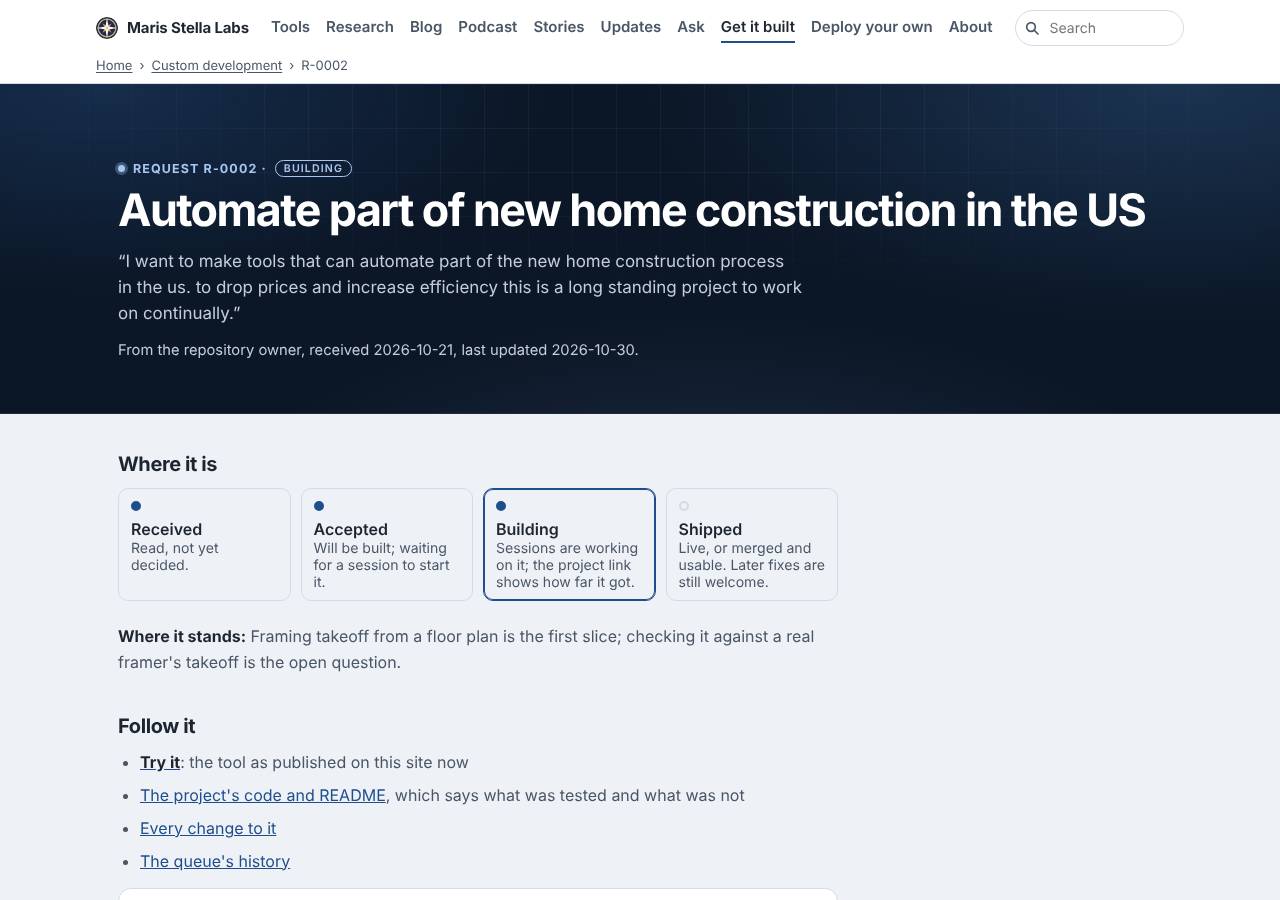 Maris Stella Labs Tools Research Blog Podcast Stories Updates Ask Get it built Deploy your own About Search
Home › Custom development › R-0002
REQUEST R-0002 · BUILDING
Automate part of new home construction in the US
“I want to make tools that can automate part of the new home construction process
in the us. to drop prices and increase efficiency this is a long standing project to work
on continually.”
From the repository owner, received 2026-10-21, last updated 2026-10-30.
Where it is
Received
Read, not yet
decided.
Accepted
Will be built; waiting
for a session to start
it.
Building
Sessions are working
on it; the project link
shows how far it got.
Shipped
Live, or merged and
usable. Later fixes are
still welcome.
Where it stands: Framing takeoff from a floor plan is the first slice; checking it against a real
framer's takeoff is the open question.
Follow it
• Try it: the tool as published on this site now
• The project's code and README, which says what was tested and what was not
• Every change to it
• The queue's history